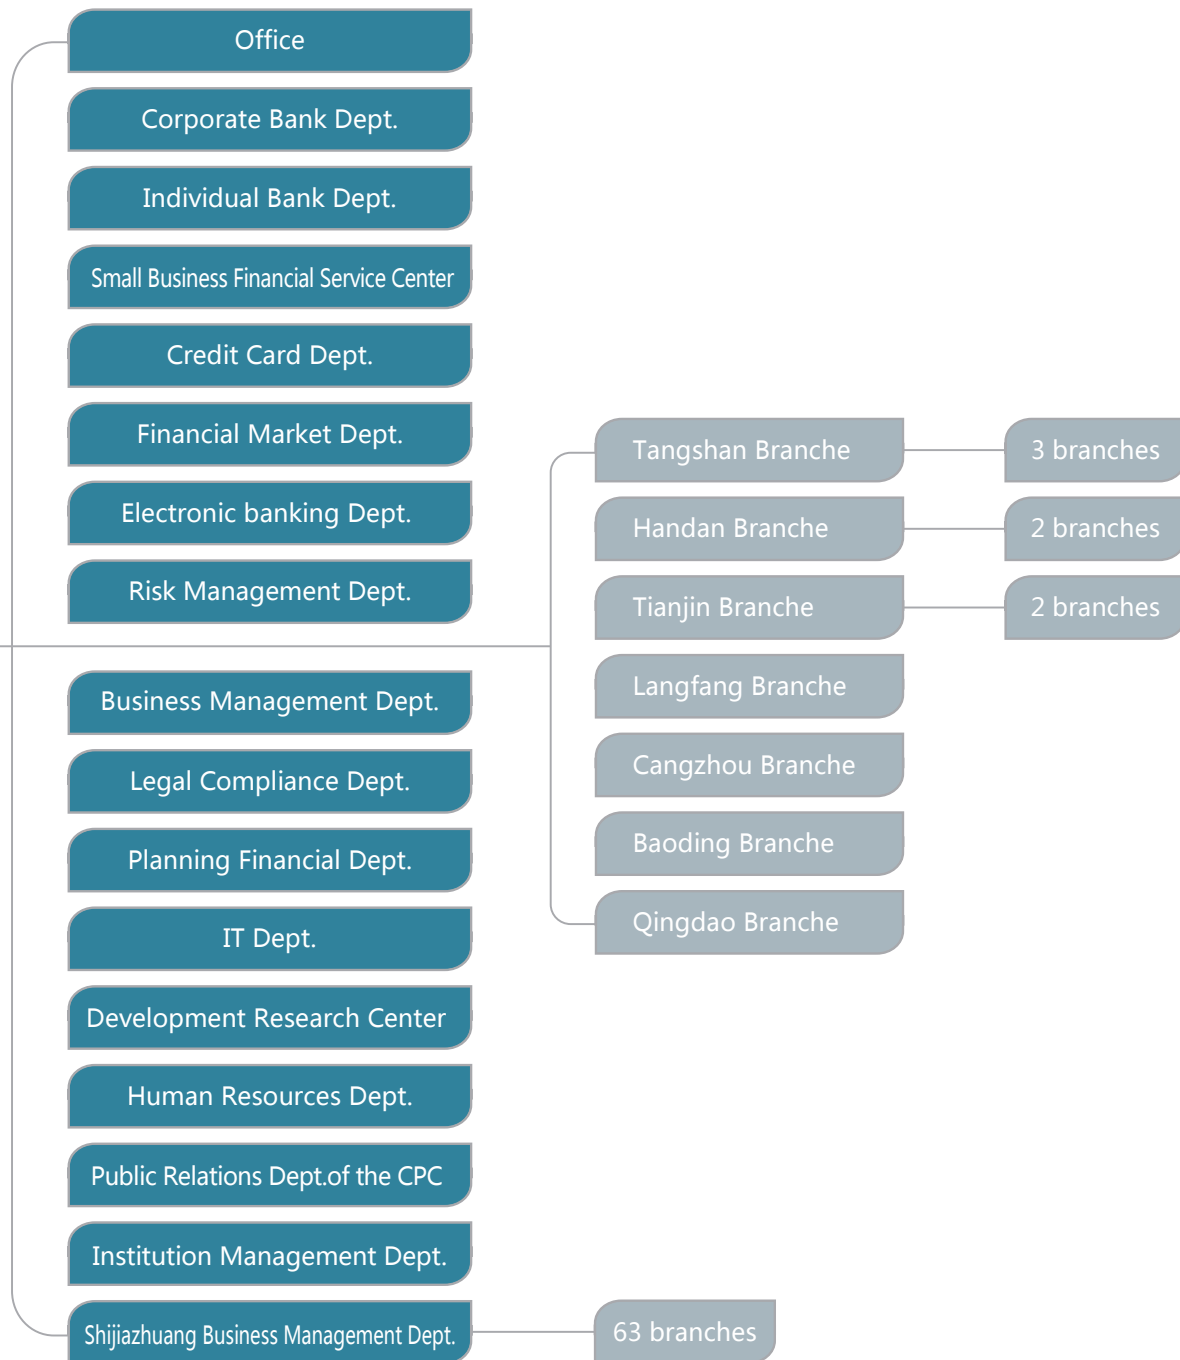 Office
Corporate Bank Dept.
Individual Bank Dept.
Small Business Financial Service Center
Credit Card Dept.
Financial Market Dept.
Electronic banking Dept.
Risk Management Dept.
Business Management Dept.
Legal Compliance Dept.
Planning Financial Dept.
IT Dept.
Development Research Center
Human Resources Dept.
Public Relations Dept.of the CPC
Institution Management Dept.
Shijiazhuang Business Management Dept.
63 branches
Tangshan Branche
3 branches
Handan Branche
2 branches
Tianjin Branche
2 branches
Langfang Branche
Cangzhou Branche
Baoding Branche
Qingdao Branche